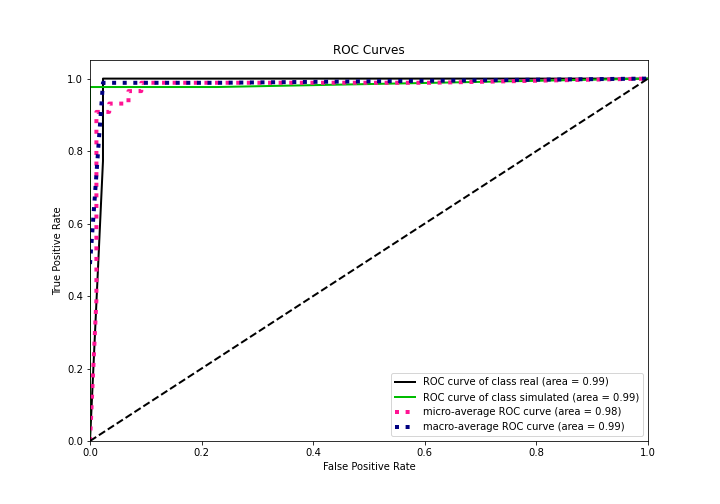 ROC Curves
1.0
0.8
0.6
0.4
0.2
0.0
True Positive Rate
ROC curve of class real (area = 0.99)
ROC curve of class simulated (area = 0.99)
micro-average ROC curve (area = 0.98)
macro-average ROC curve (area = 0.99)
0.0 0.2 0.4 0.6 0.8 1.0
False Positive Rate